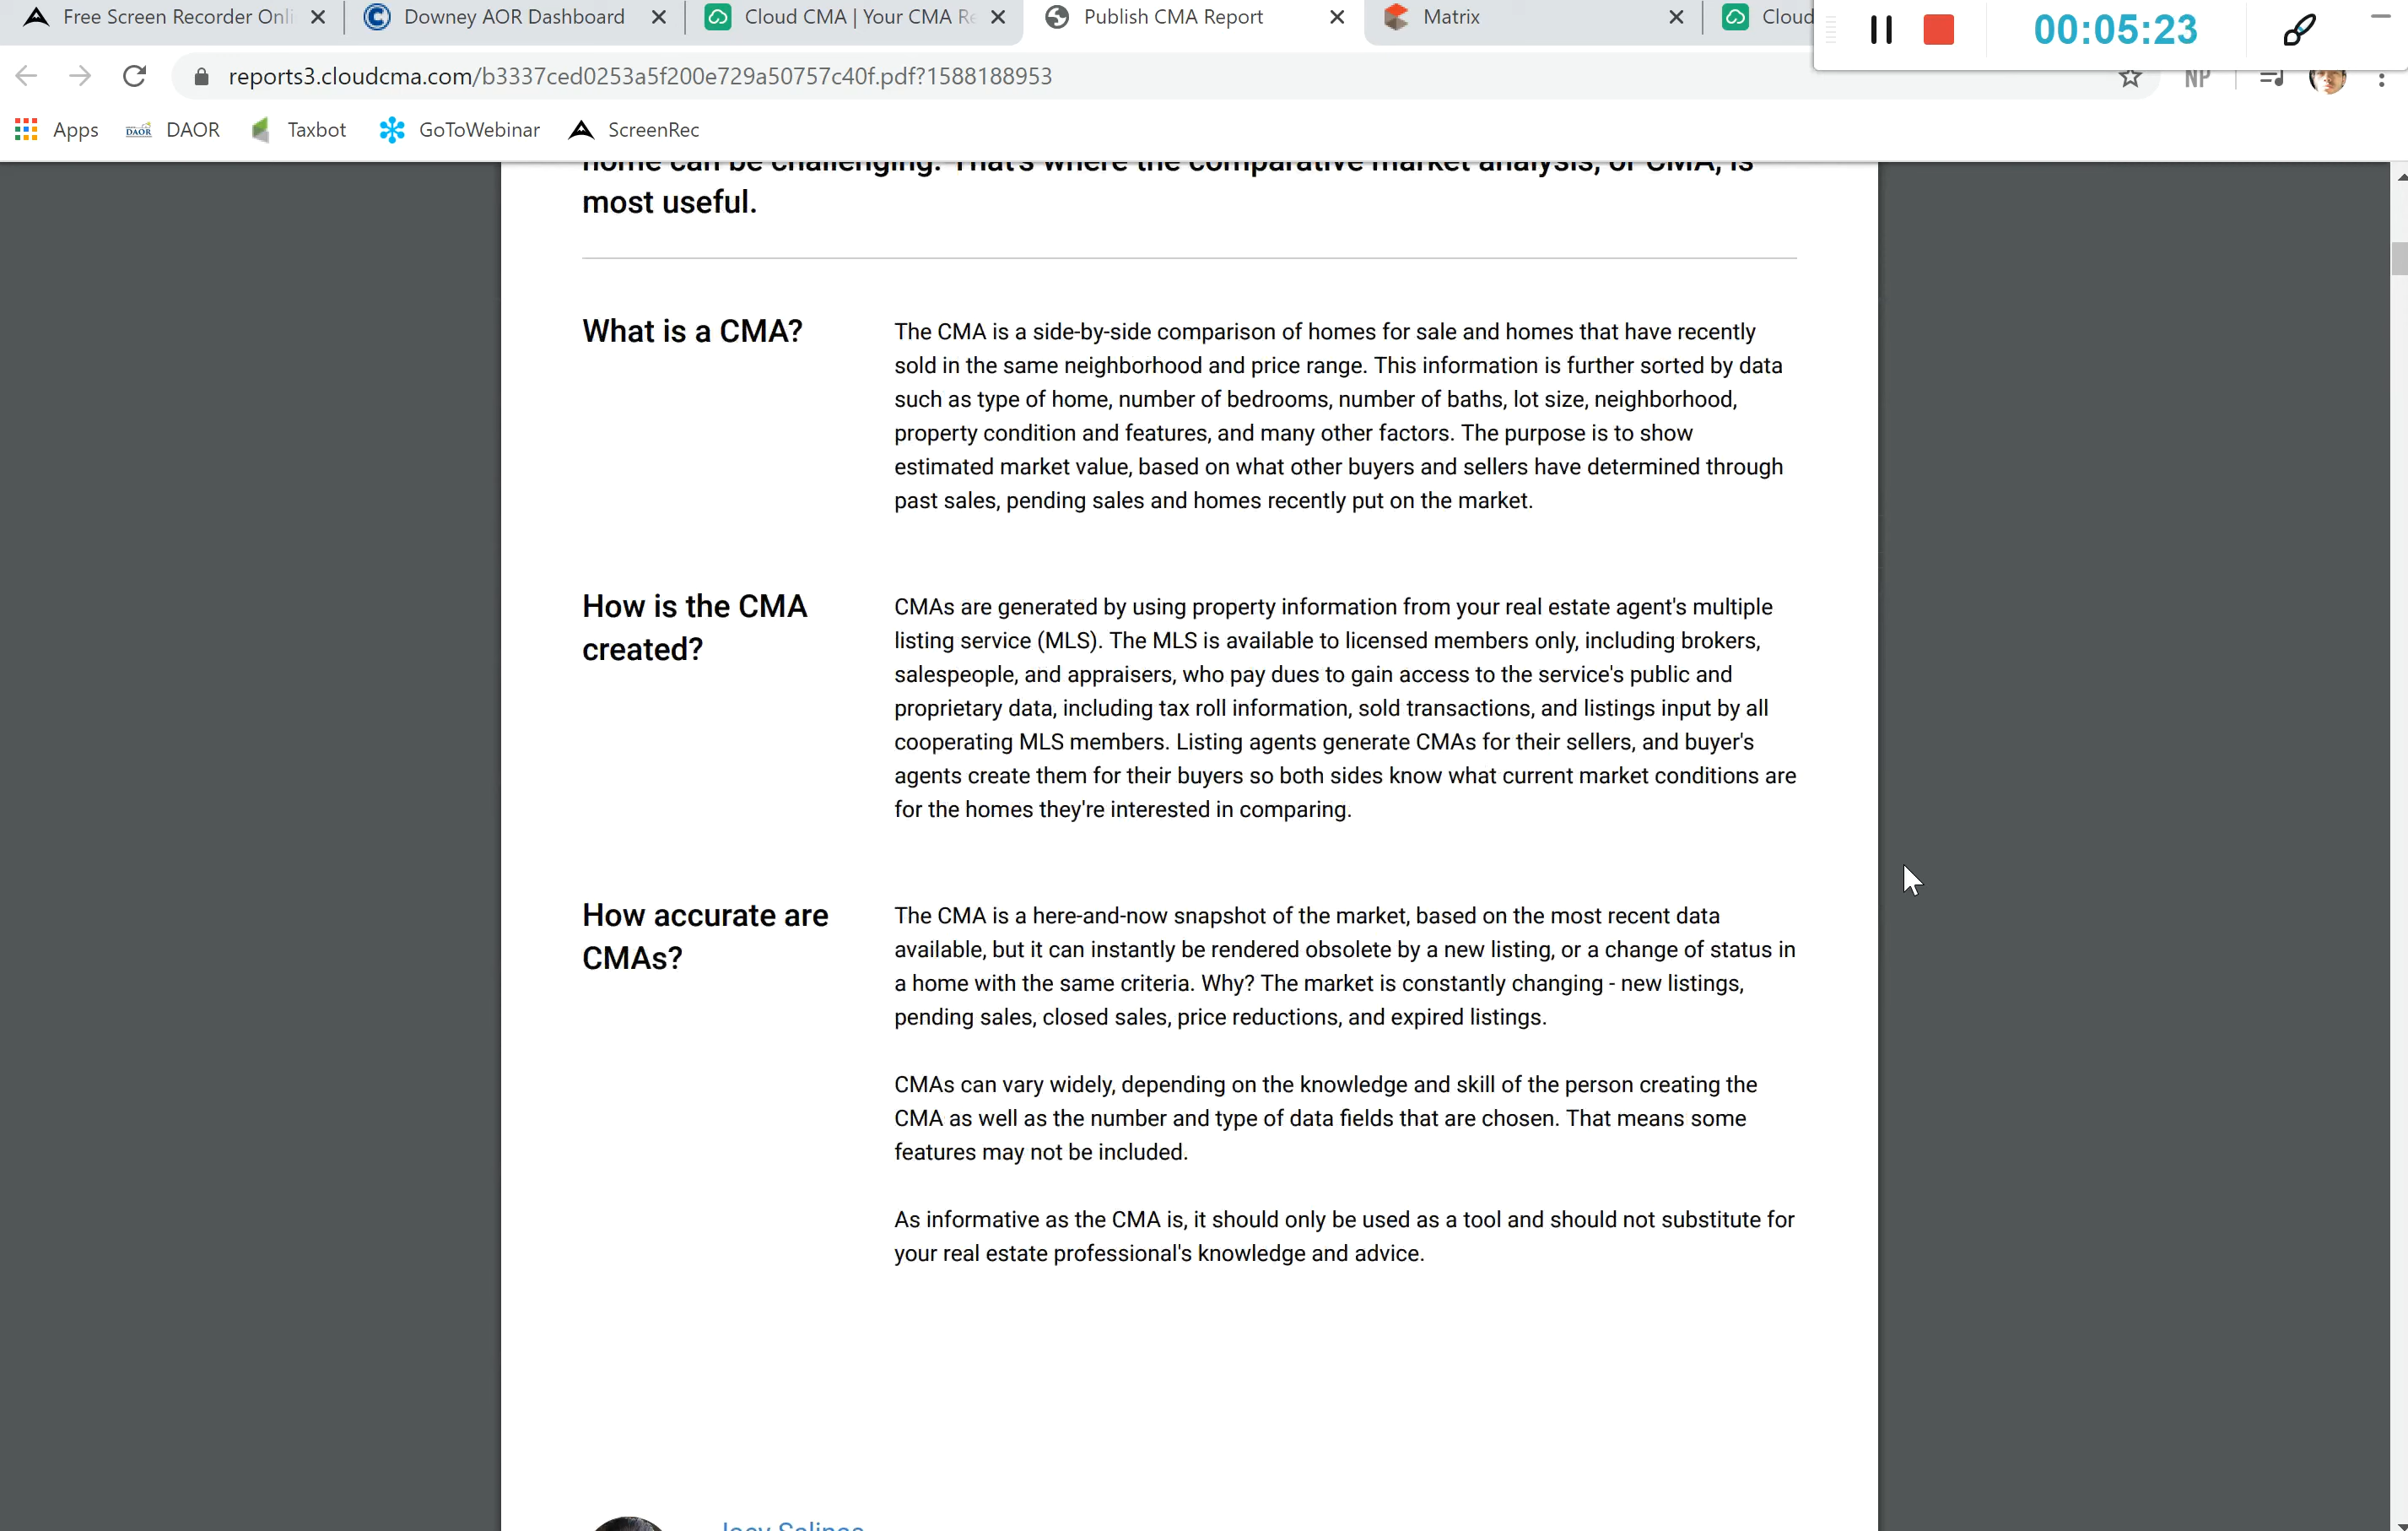 Free Screen Recorder Onli
Downey AOR Dashboard
Cloud CMA | Your CMA Re
Publish CMA Report
Matrix
Cloud
00:05:23
reports3.cloudcma.com/b3337ced0253a5f200e729a50757c40f.pdf?1588188953
NP
Apps
DAOR
DAOR
Taxbot
GoToWebinar
ScreenRec
home can be challenging. That's where the comparative market analysis, or CMA, is
most useful.
What is a CMA?
The CMA is a side-by-side comparison of homes for sale and homes that have recently
sold in the same neighborhood and price range. This information is further sorted by data
such as type of home, number of bedrooms, number of baths, lot size, neighborhood,
property condition and features, and many other factors. The purpose is to show
estimated market value, based on what other buyers and sellers have determined through
past sales, pending sales and homes recently put on the market.
How is the CMA
created?
CMAs are generated by using property information from your real estate agent's multiple
listing service (MLS). The MLS is available to licensed members only, including brokers,
salespeople, and appraisers, who pay dues to gain access to the service's public and
proprietary data, including tax roll information, sold transactions, and listings input by all
cooperating MLS members. Listing agents generate CMAs for their sellers, and buyer's
agents create them for their buyers so both sides know what current market conditions are
for the homes they're interested in comparing.
How accurate are
CMAs?
The CMA is a here-and-now snapshot of the market, based on the most recent data
available, but it can instantly be rendered obsolete by a new listing, or a change of status in
a home with the same criteria. Why? The market is constantly changing - new listings,
pending sales, closed sales, price reductions, and expired listings.
CMAs can vary widely, depending on the knowledge and skill of the person creating the
CMA as well as the number and type of data fields that are chosen. That means some
features may not be included.
As informative as the CMA is, it should only be used as a tool and should not substitute for
your real estate professional's knowledge and advice.